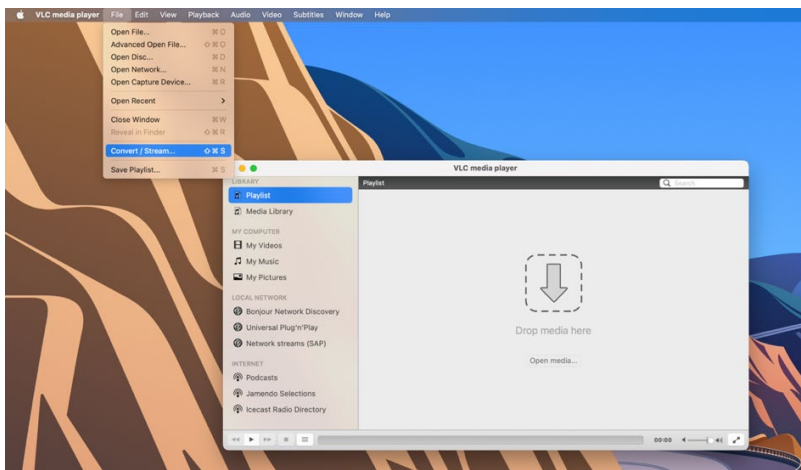 VLC media player File Edit View Playback Audio Video Subtitles Window Help
Open File... ⌘ O
Advanced Open File... ⇧ ⌘ O
Open Disc... ⌘ D
Open Network... ⌘ N
Open Capture Device... ⌘ R
Open Recent >
Close Window ⌘ W
Reveal in Finder ⇧ ⌘ R
Convert / Stream... ⇧ ⌘ S
Save Playlist... ⌘ S
VLC media player
LIBRARY
Playlist
Media Library
MY COMPUTER
My Videos
My Music
My Pictures
LOCAL NETWORK
Bonjour Network Discovery
Universal Plug'n'Play
Network streams (SAP)
INTERNET
Podcasts
Jamendo Selections
Icecast Radio Directory
Playlist
Search
Drop media here
Open media...
00:00